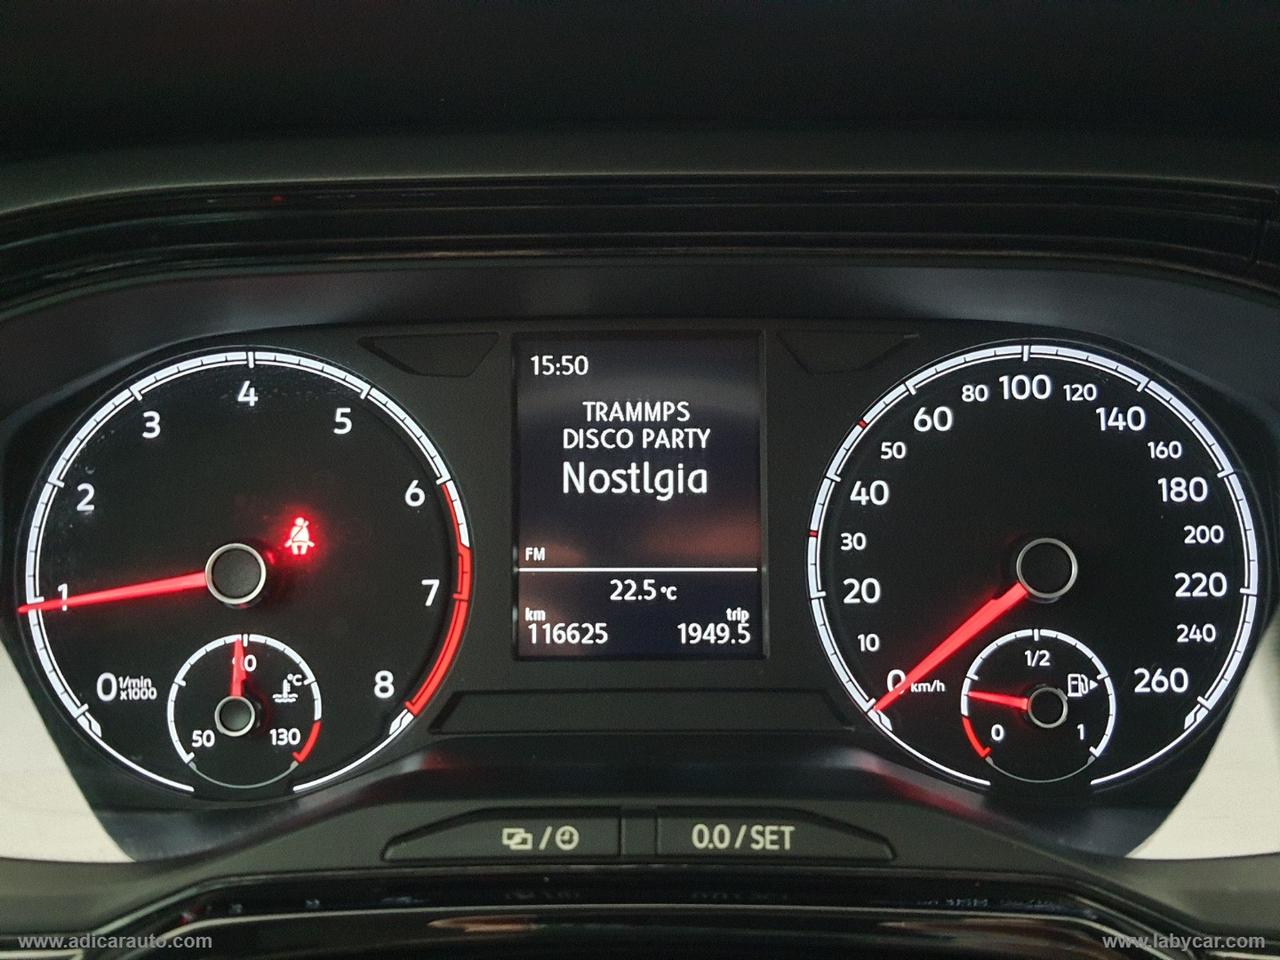 15:50
TRAMMPS
DISCO PARTY
Nostlgia
FM
22.5 °C
km trip
116625 1949.5
0 1 2 3 4 5 6 7 8
1/min
x1000
50 90 130
°C
0 10 20 30 40 50 60 80 100 120 140 160 180 200 220 240 260
km/h
0 1/2 1
0.0 / SET
www.adicarauto.com
www.labycar.com